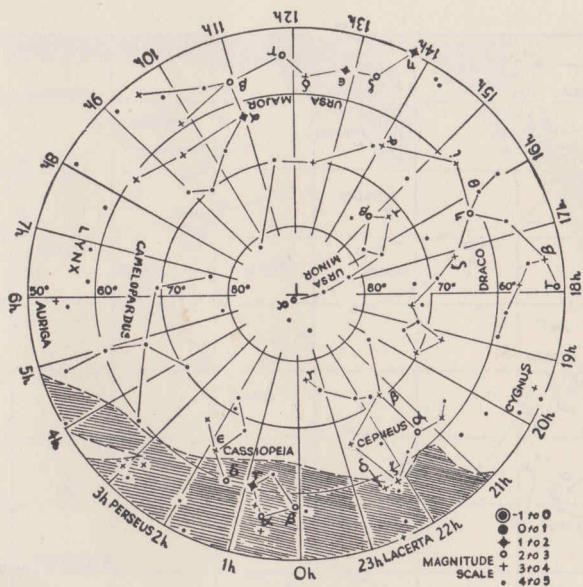 12h
11h
13h
10h
14h
9h
15h
8h
16h
7h
17h
6h
18h
5h
19h
4h
20h
3h
21h
2h
22h
1h
23h
0h
URSA
MAJOR
LYNX
CAMELOPARDUS
URSA
MINOR
DRACO
AURIGA
50°
60°
70°
80°
80°
70°
60°
CYGNUS
CASSIOPEIA
CEPHEUS
PERSEUS
LACERTA
α
β
γ
δ
ε
ζ
η
α
β
γ
α
ι
θ
η
ζ
β
γ
γ
β
α
δ
ζ
ε
δ
γ
α
β
MAGNITUDE
SCALE
-1 to 0
0 to 1
1 to 2
2 to 3
3 to 4
4 to 5